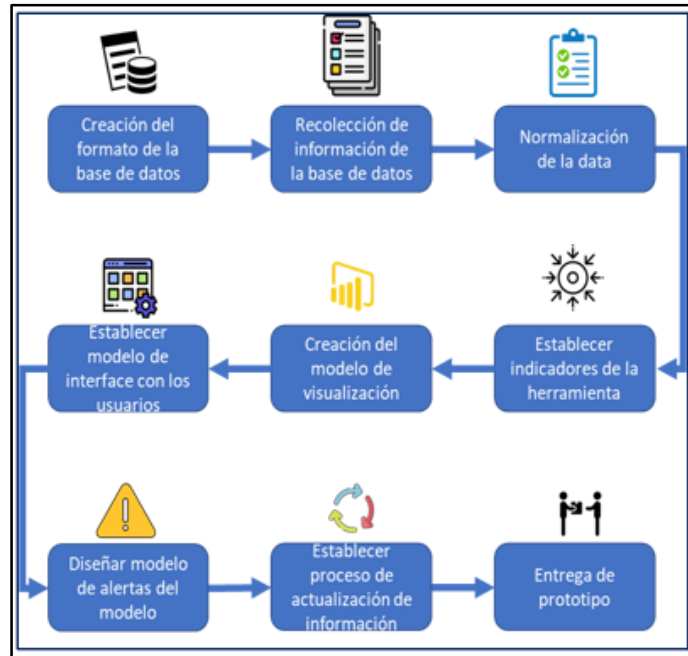 Creación del
formato de la
base de datos
Recolección de
información de
la base de datos
Normalización
de la data
Establecer
indicadores de la
herramienta
Creación del
modelo de
visualización
Establecer
modelo de
interface con los
usuarios
Diseñar modelo
de alertas del
modelo
Establecer
proceso de
actualización de
información
Entrega de
prototipo